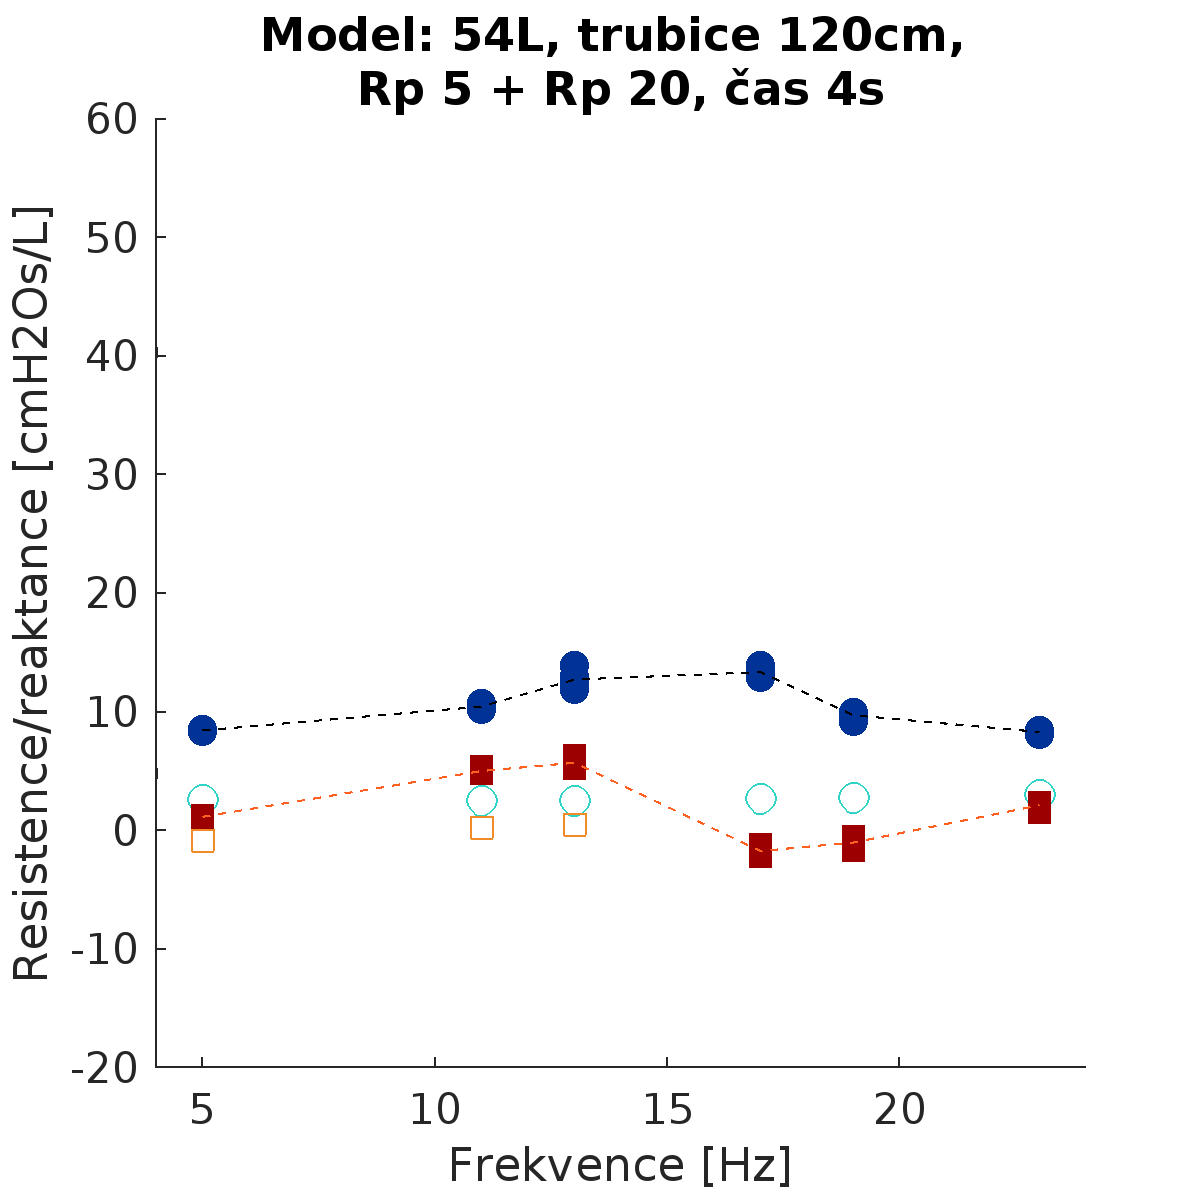 Model: 54L, trubice 120cm,
Rp 5 + Rp 20, čas 4s
Resistence/reaktance [cmH2Os/L]
60
50
40
30
20
10
0
-10
-20
5 10 15 20
Frekvence [Hz]